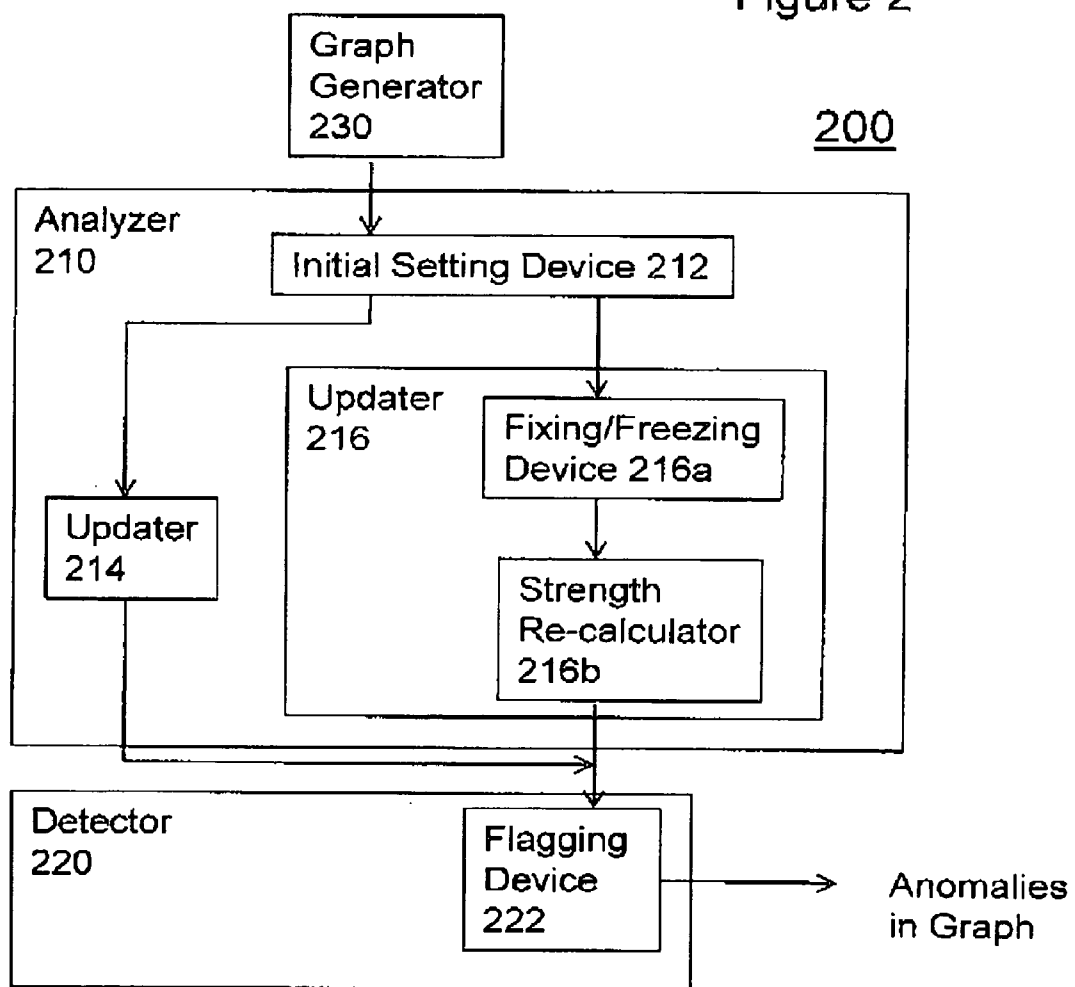 Figure 2
Graph
Generator
230
200
Analyzer
210
Initial Setting Device 212
Updater
216
Fixing/Freezing
Device 216a
Updater
214
Strength
Re-calculator
216b
Detector
220
Flagging
Device
222
Anomalies
in Graph